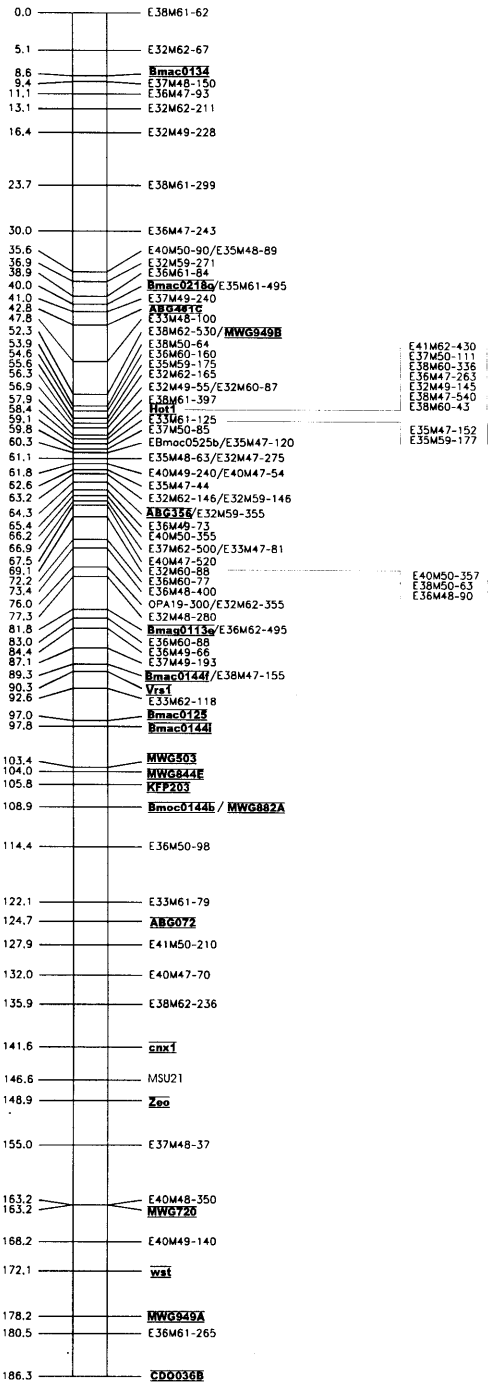 0.0 E38M61-62
5.1 E32M62-67
8.6 Bmac0134
9.4 E37M48-150
11.1 E36M47-93
13.1 E32M62-211
16.4 E32M49-228
23.7 E38M61-299
30.0 E36M47-243
35.6 E40M50-90/E35M48-89
36.9 E32M59-271
38.9 E36M61-84
40.0 Bmac0218c/E35M61-495
41.0 E37M49-240
42.8 ABG461C
47.8 E33M48-100
52.3 E38M62-530/MWG949B
53.9 E38M50-64
54.6 E36M60-160
55.6 E35M59-175
56.3 E32M62-165
56.9 E32M49-55/E32M60-87
57.9 E38M61-397
58.4 Hot1
E41M62-430
E37M50-111
E38M60-336
E36M47-263
E32M49-145
E38M47-540
E38M60-43
59.1 E33M61-125
E35M47-152
E35M59-177
59.8 E37M50-85
60.3 EBmac0525b/E35M47-120
61.1 E35M48-63/E32M47-275
61.8 E40M49-240/E40M47-54
62.6 E35M47-44
63.2 E32M62-146/E32M59-146
64.3 ABG356/E32M59-355
65.4 E36M49-73
66.2 E40M50-355
66.9 E37M62-500/E33M47-81
67.5 E40M47-520
69.1 E32M60-88
E40M50-357
E38M50-63
E36M48-90
72.2 E36M60-77
73.4 E36M48-400
76.0 OPA19-300/E32M62-355
77.3 E32M48-280
81.8 Bmag0113e/E36M62-495
83.0 E36M60-88
84.4 E36M49-66
87.1 E37M49-193
89.3 Bmac0144f/E38M47-155
90.3 Vrs1
92.6 E33M62-118
97.0 Bmac0125
97.8 Bmac0144i
103.4 MWG503
104.0 MWG844E
105.8 KFP203
108.9 Bmoc0144b / MWG882A
114.4 E36M50-98
122.1 E33M61-79
124.7 ABG072
127.9 E41M50-210
132.0 E40M47-70
135.9 E38M62-236
141.6 cnx1
146.6 MSU21
148.9 Zeo
155.0 E37M48-37
163.2 E40M48-350
163.2 MWG720
168.2 E40M49-140
172.1 wst
178.2 MWG949A
180.5 E36M61-265
186.3 CDO036B